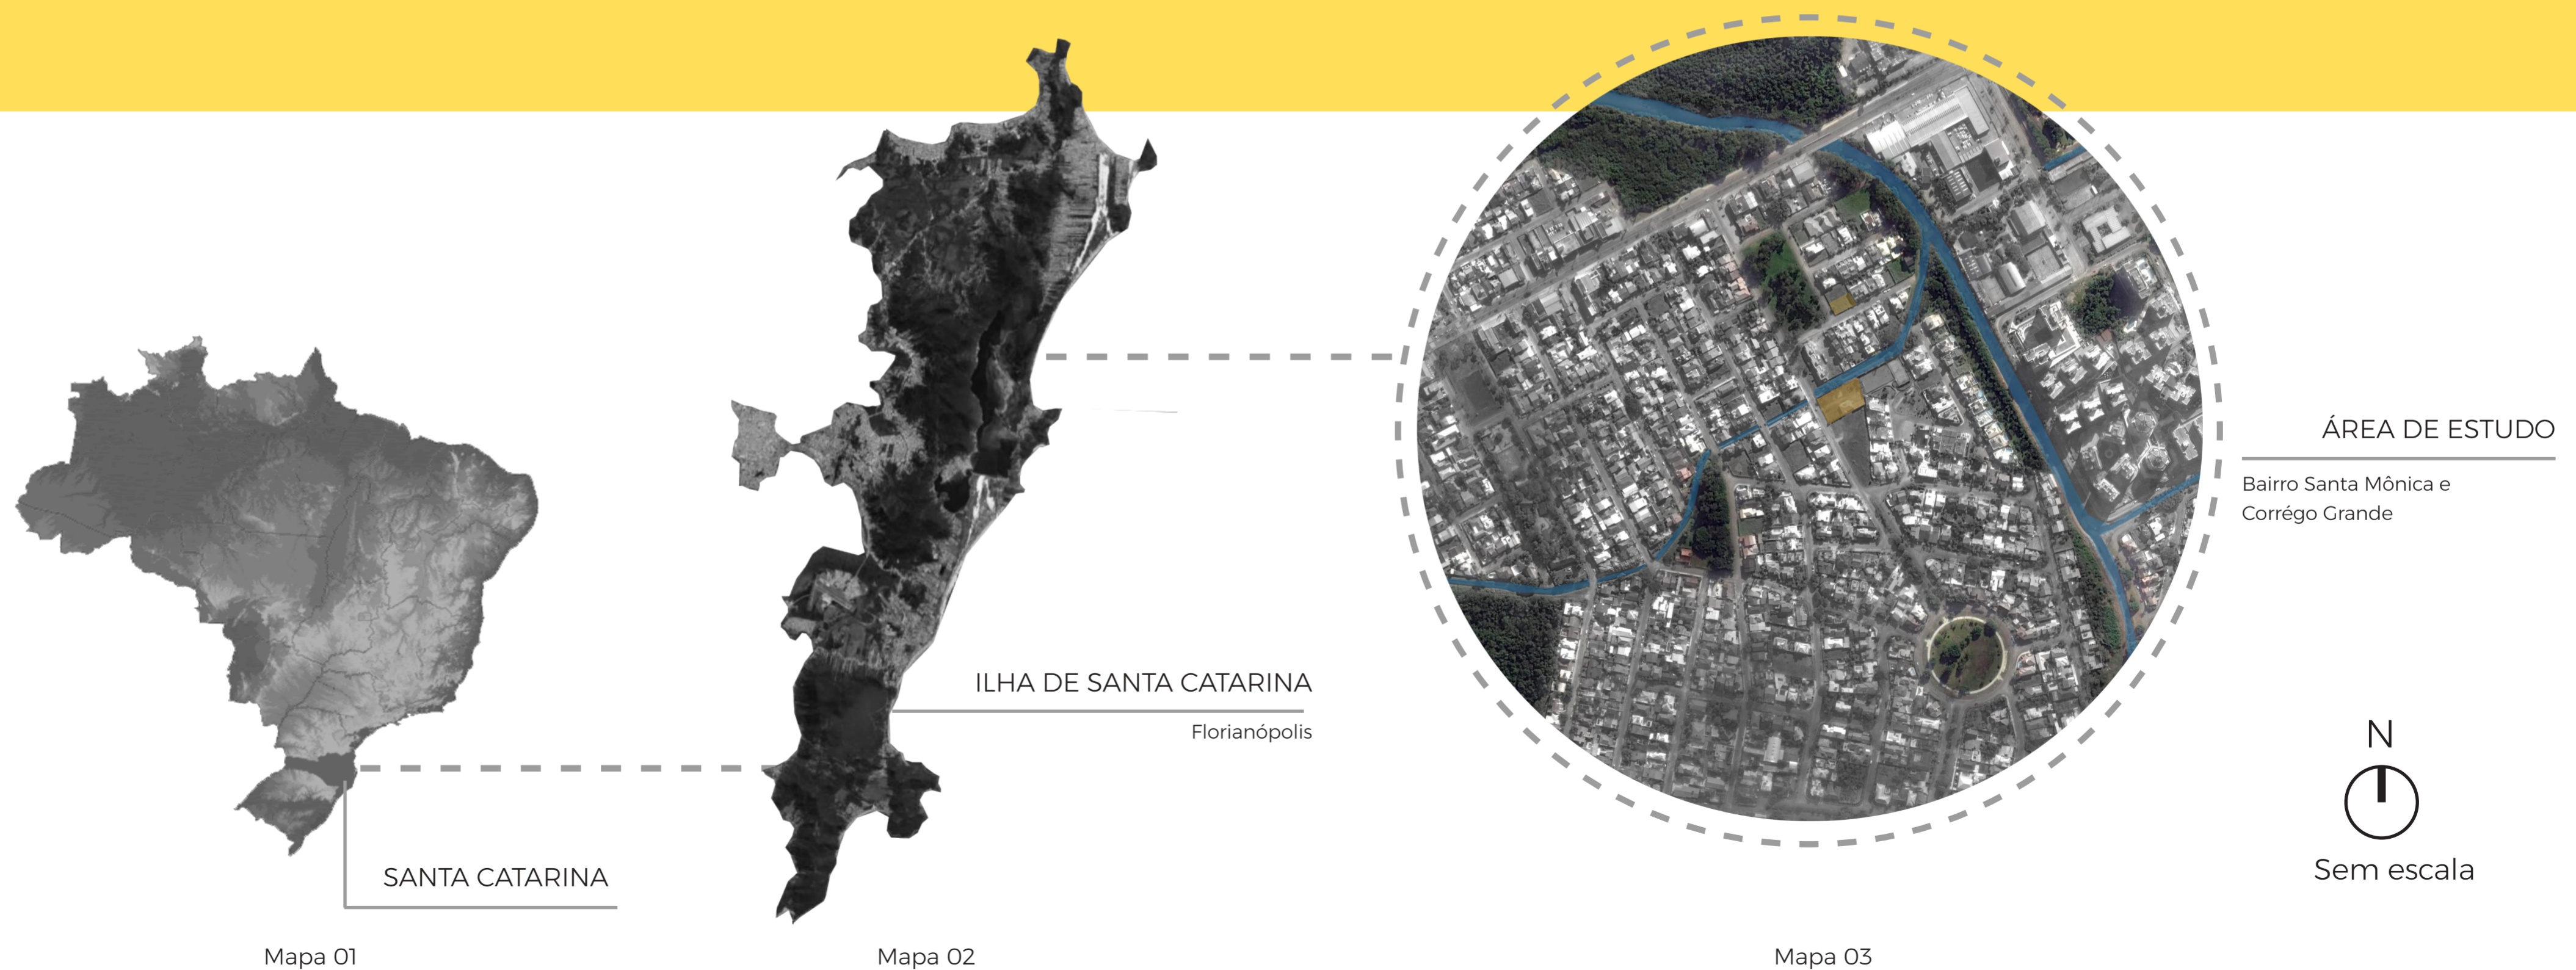 ÁREA DE ESTUDO
Bairro Santa Mônica e
Corrégo Grande
ILHA DE SANTA CATARINA
Florianópolis
N
Sem escala
SANTA CATARINA
Mapa 01
Mapa 02
Mapa 03